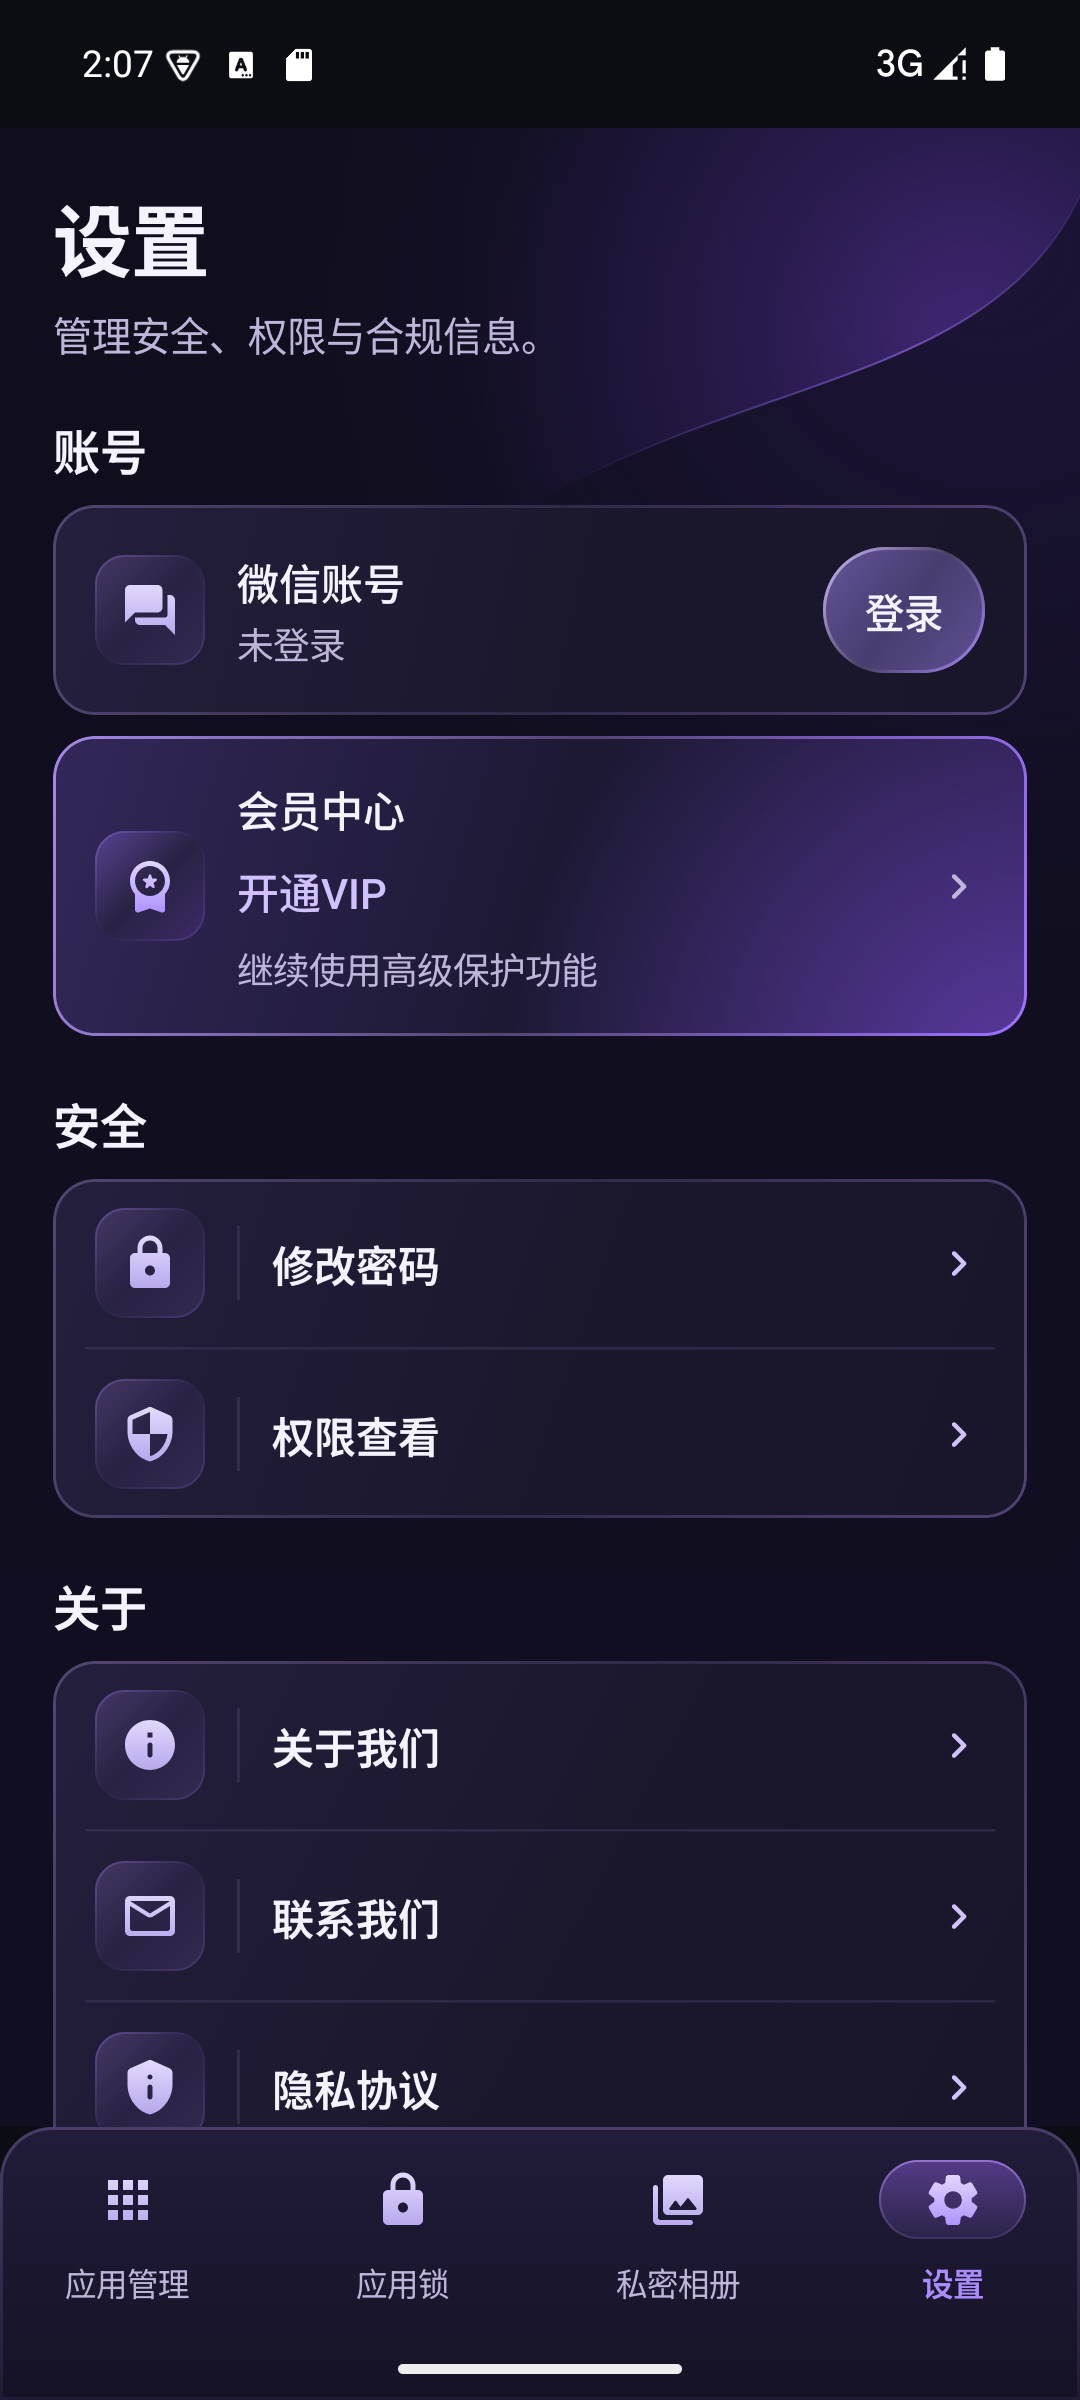 2:07
3G
设置
管理安全、权限与合规信息。
账号
微信账号
未登录
登录
会员中心
开通VIP
继续使用高级保护功能
安全
修改密码
权限查看
关于
关于我们
联系我们
隐私协议
应用管理
应用锁
私密相册
设置